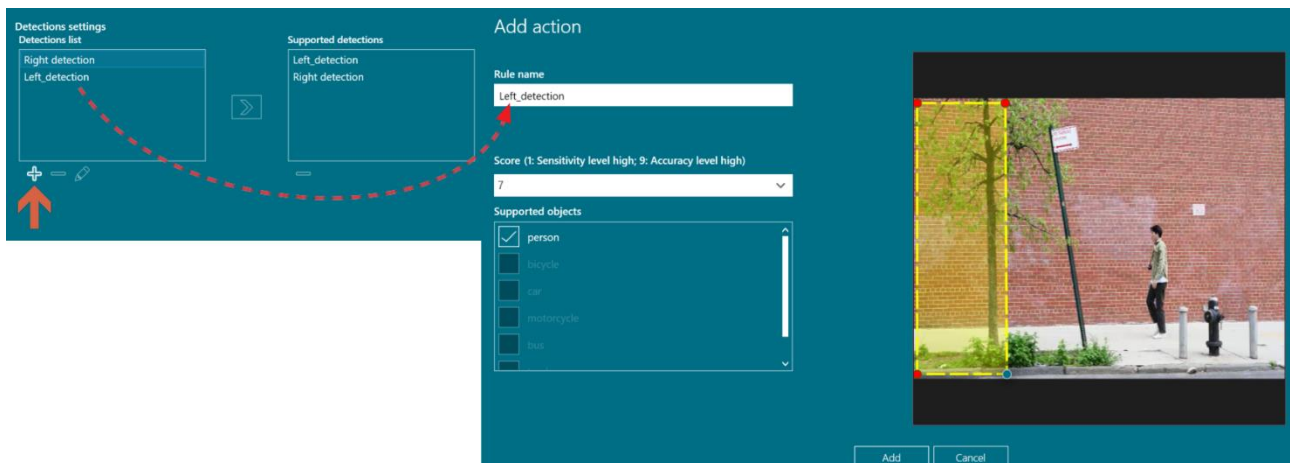 Detections settings
Detections list
Right detection
Left_detection
Supported detections
Left_detection
Right detection
Add action
Rule name
Left_detection
Score (1: Sensitivity level high; 9: Accuracy level high)
7
Supported objects
person
bicycle
car
motorcycle
bus
Add
Cancel